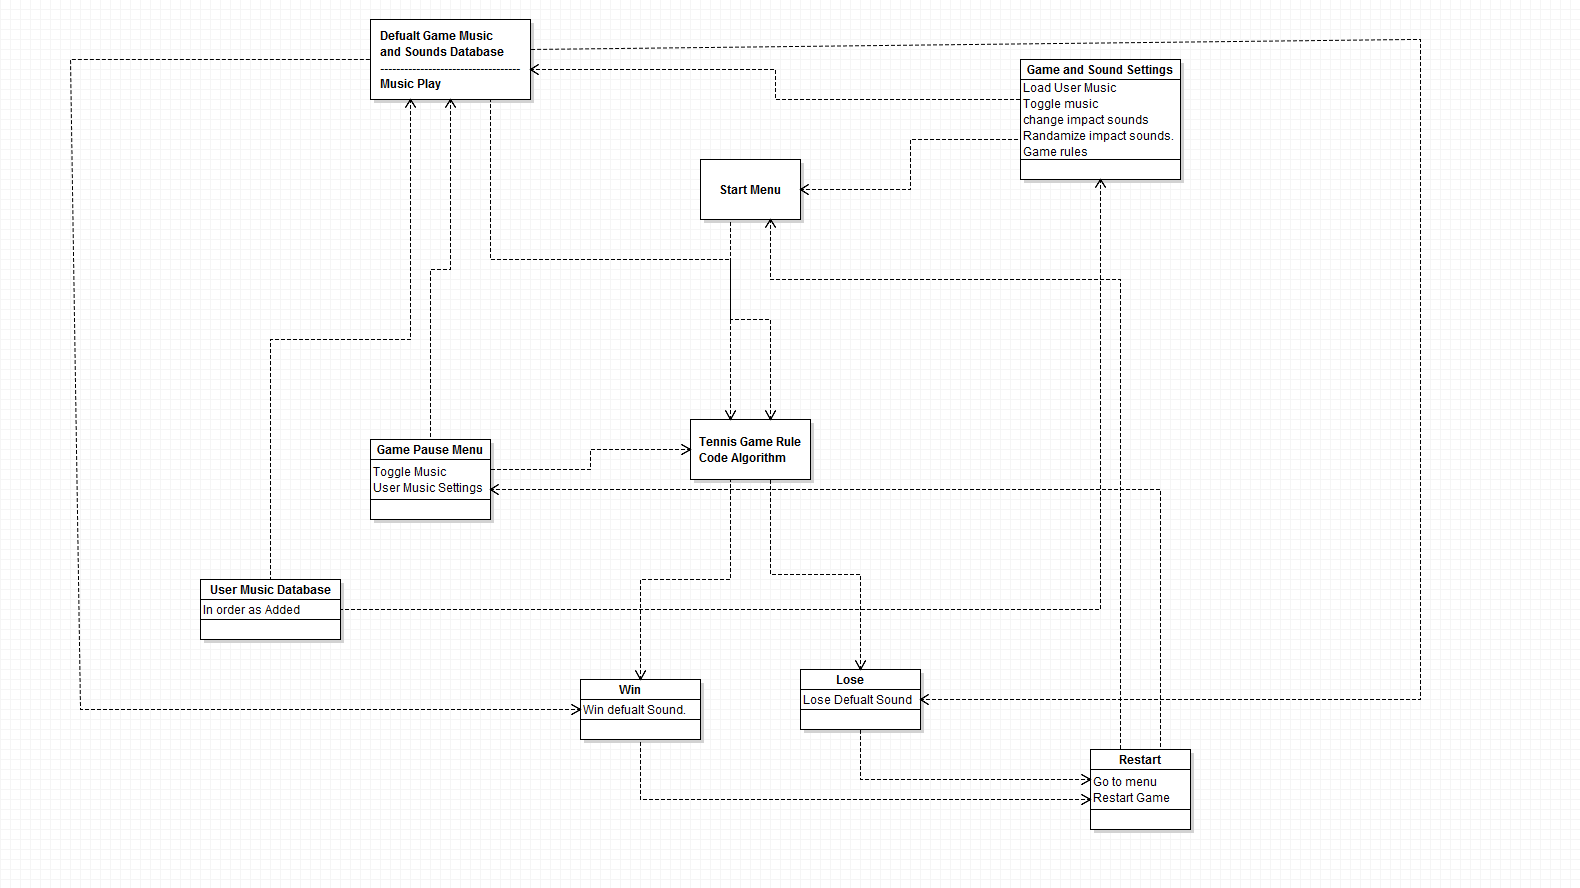 Defualt Game Music
and Sounds Database
Music Play
Game and Sound Settings
Load User Music
Toggle music
change impact sounds
Randamize impact sounds.
Game rules
Start Menu
Tennis Game Rule
Code Algorithm
Game Pause Menu
Toggle Music
User Music Settings
User Music Database
In order as Added
Win
Win defualt Sound.
Lose
Lose Defualt Sound
Restart
Go to menu
Restart Game